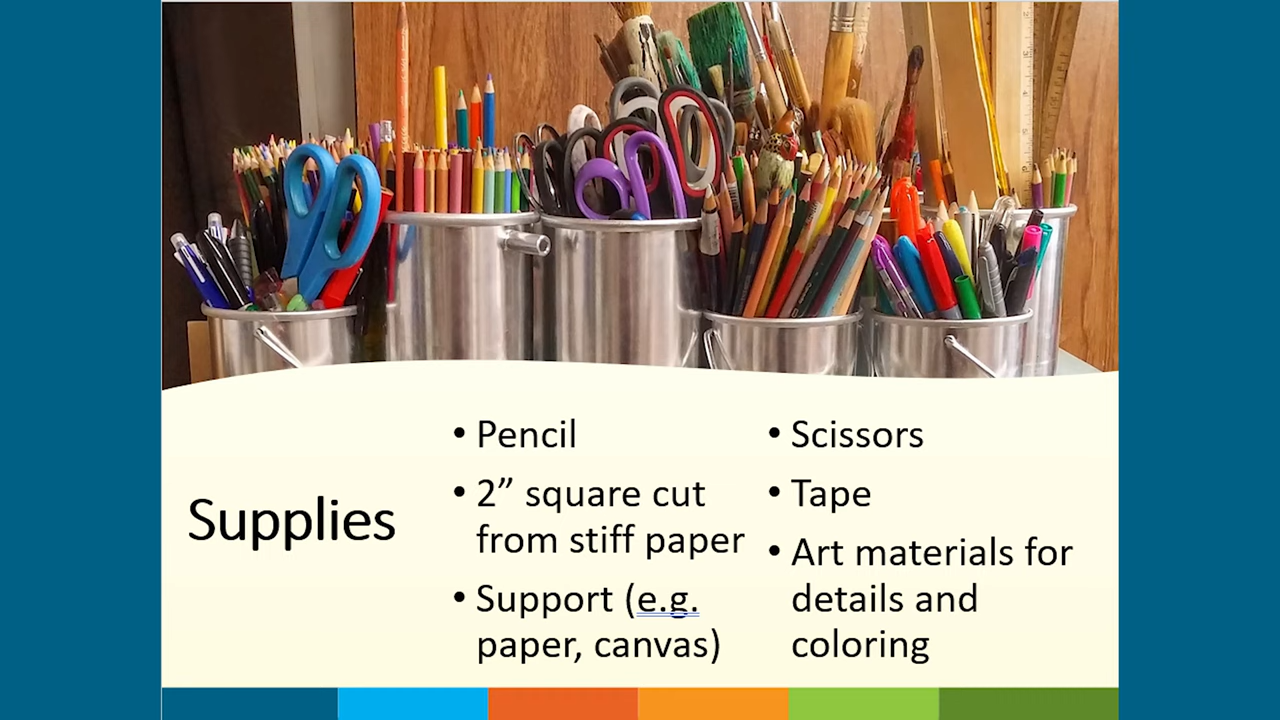 Supplies
• Pencil
• 2” square cut
from stiff paper
• Support (e.g.
paper, canvas)
• Scissors
• Tape
• Art materials for
details and
coloring